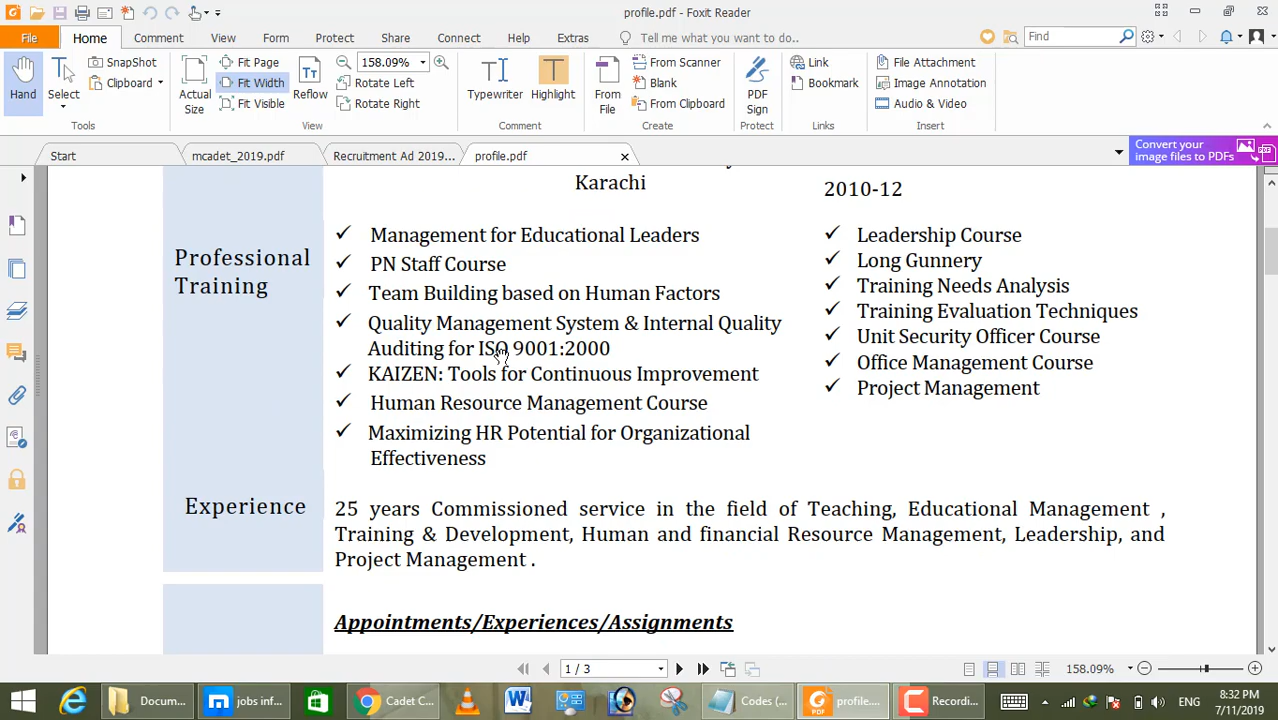 profile.pdf - Foxit Reader
File
Home
Comment
View
Form
Protect
Share
Connect
Help
Extras
Tell me what you want to do..
Find
Hand
Select
SnapShot
Clipboard
Actual
Size
Fit Page
Fit Width
Fit Visible
Reflow
158.09%
Rotate Left
Rotate Right
Typewriter
Highlight
From
File
From Scanner
Blank
From Clipboard
PDF
Sign
Link
Bookmark
File Attachment
Image Annotation
Audio & Video
Tools
View
Comment
Create
Protect
Links
Insert
Start
mcadet_2019.pdf
Recruitment Ad 2019...
profile.pdf
Convert your
image files to PDFs
Karachi
2010-12
Professional
Training
✓ Management for Educational Leaders
✓ PN Staff Course
✓ Team Building based on Human Factors
✓ Quality Management System & Internal Quality
Auditing for ISO 9001:2000
✓ KAIZEN: Tools for Continuous Improvement
✓ Human Resource Management Course
✓ Maximizing HR Potential for Organizational
Effectiveness
✓ Leadership Course
✓ Long Gunnery
✓ Training Needs Analysis
✓ Training Evaluation Techniques
✓ Unit Security Officer Course
✓ Office Management Course
✓ Project Management
Experience
25 years Commissioned service in the field of Teaching, Educational Management ,
Training & Development, Human and financial Resource Management, Leadership, and
Project Management .
Appointments/Experiences/Assignments
1 / 3
158.09%
Docum...
jobs inf...
Cadet C...
Codes (...
profile....
Recordi...
ENG
8:32 PM
7/11/2019